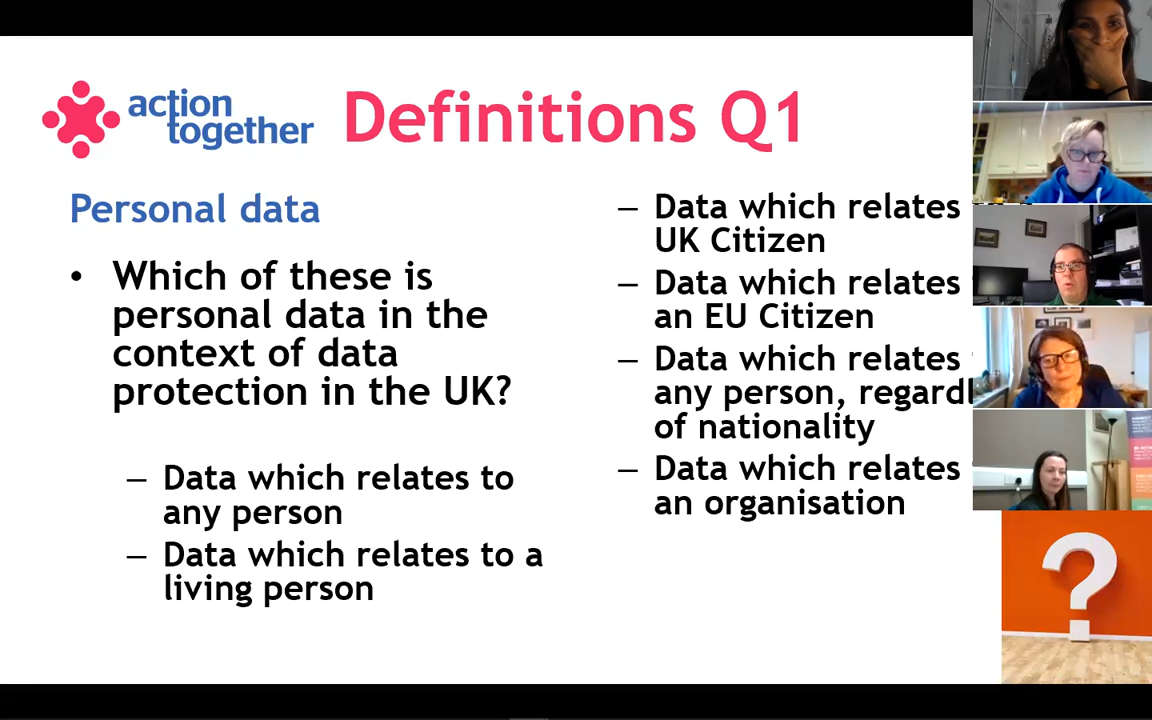 action
together
Definitions Q1
Personal data
• Which of these is
personal data in the
context of data
protection in the UK?
– Data which relates to
any person
– Data which relates to a
living person
– Data which relates
UK Citizen
– Data which relates
an EU Citizen
– Data which relates
any person, regardl
of nationality
– Data which relates
an organisation
?